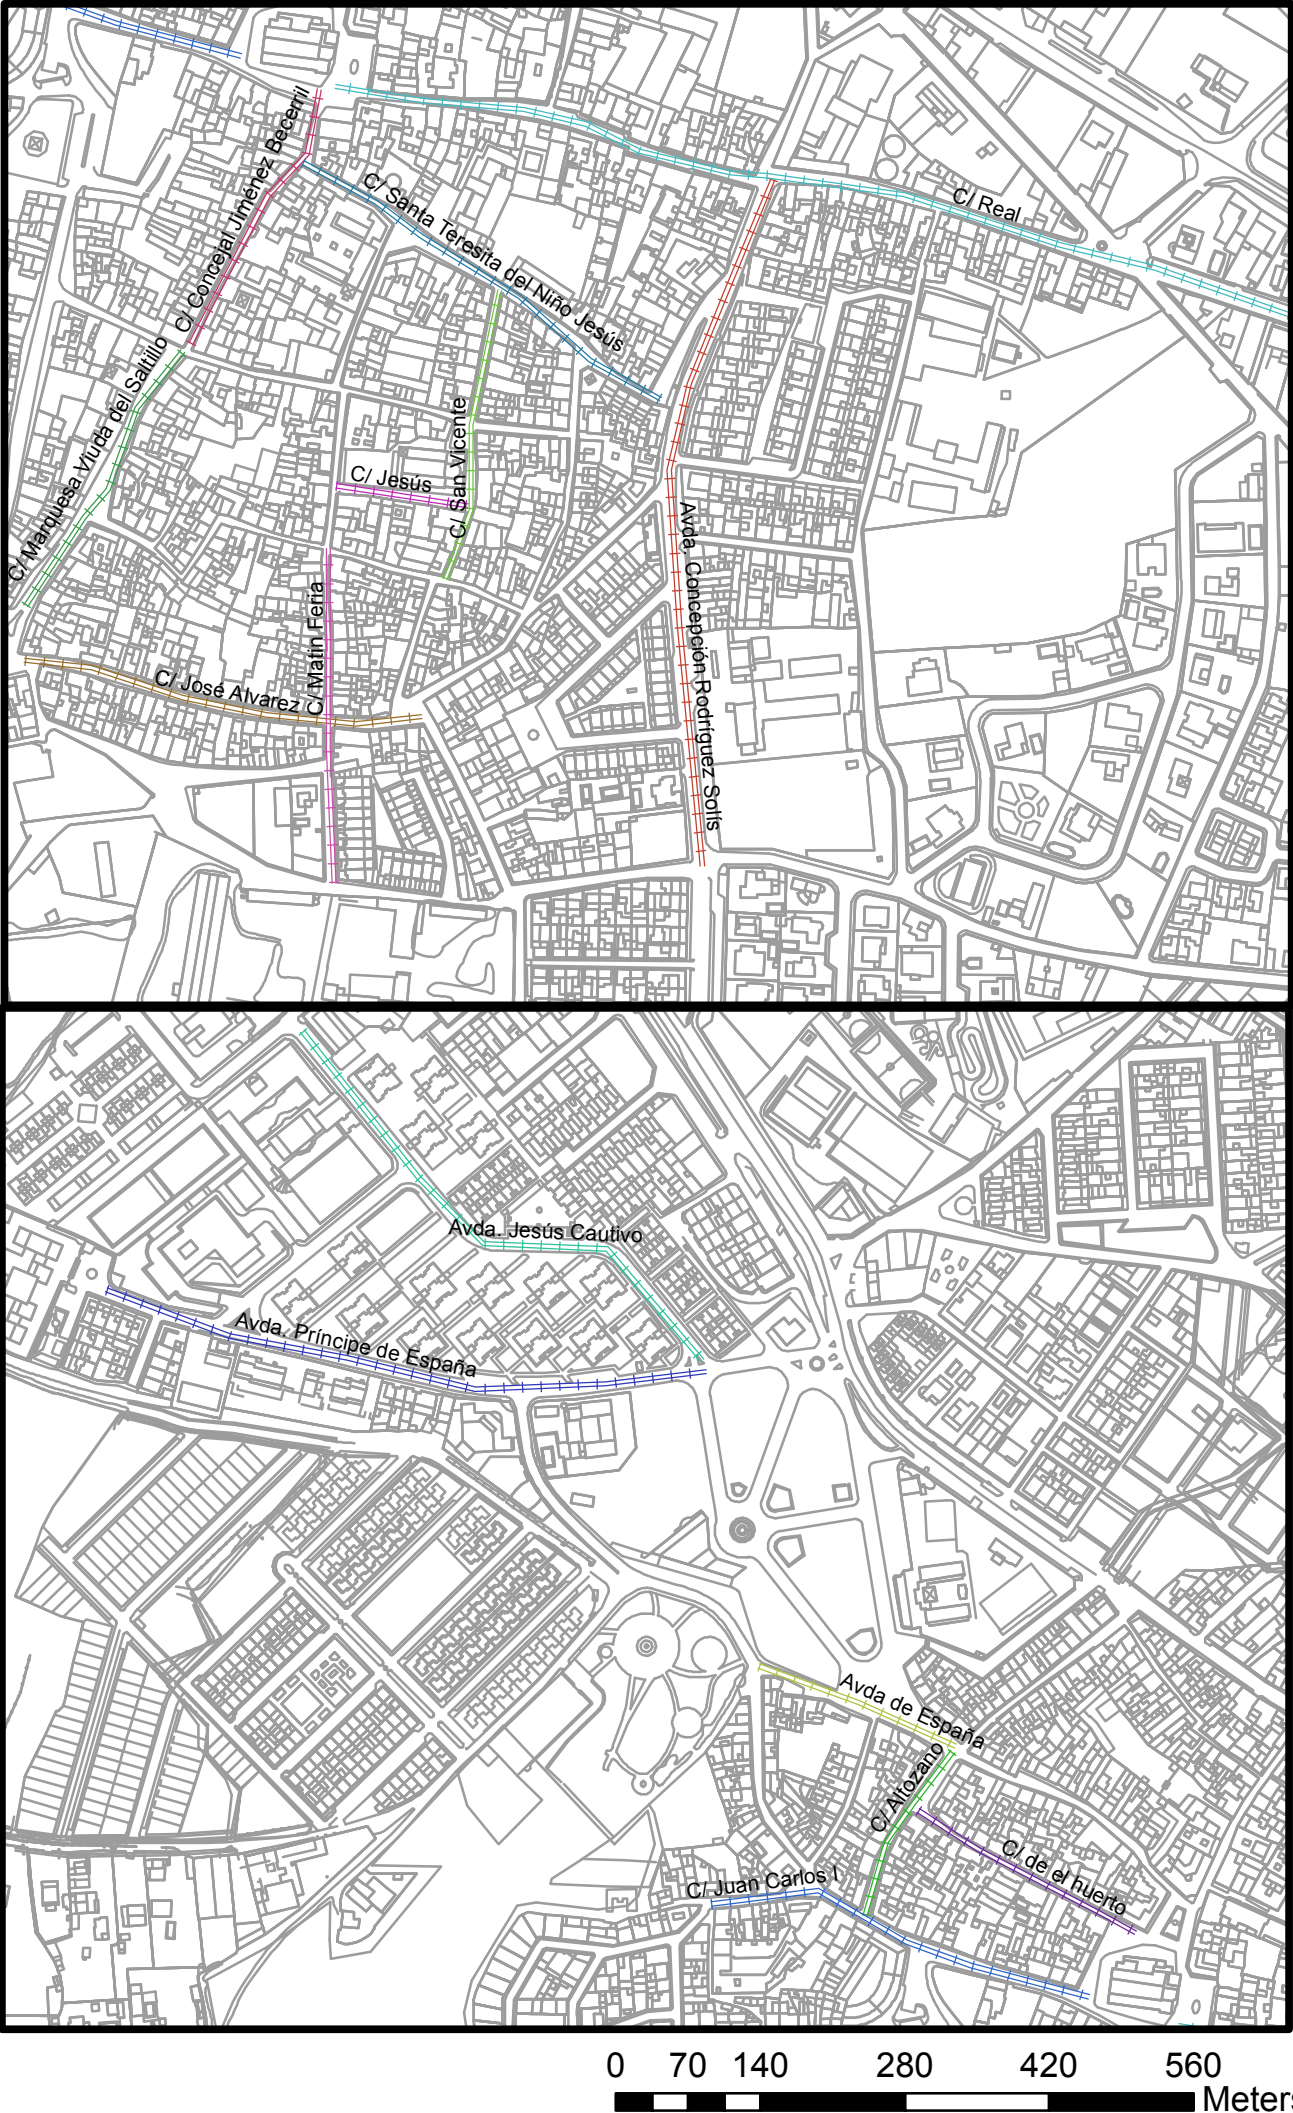 C/ Concejal Jiménez Becerril
C/ Santa Teresita del Niño Jesús
C/ Real
C/ Marquesa Viuda del Saltillo
C/ San Vicente
C/ Jesús
Avda. Concepción Rodríguez Solís
C/ Matin Feria
C/ José Alvarez
Avda. Jesús Cautivo
Avda. Príncipe de España
Avda de España
C/ Altozano
C/ de el huerto
C/ Juan Carlos I
0 70 140 280 420 560
Meters